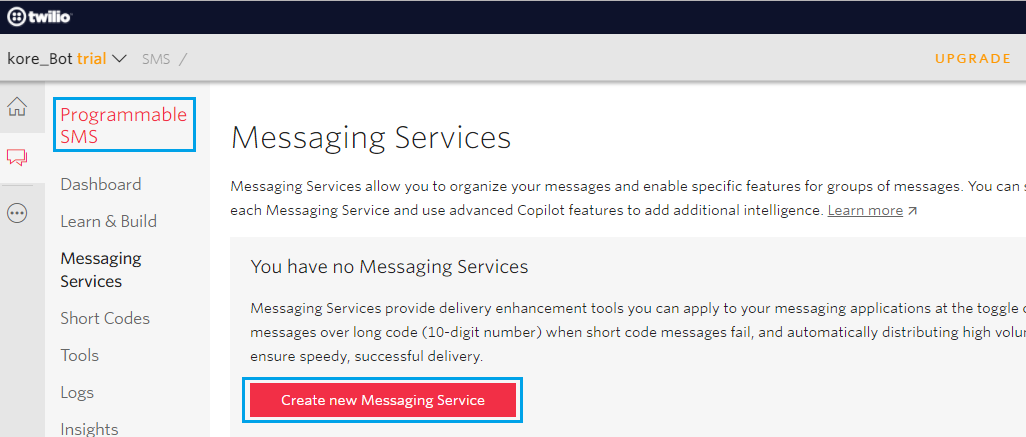 twilio
kore_Bot trial SMS / UPGRADE
Programmable
SMS
Dashboard
Learn & Build
Messaging
Services
Short Codes
Tools
Logs
Insights
Messaging Services
Messaging Services allow you to organize your messages and enable specific features for groups of messages. You can
each Messaging Service and use advanced Copilot features to add additional intelligence. Learn more
You have no Messaging Services
Messaging Services provide delivery enhancement tools you can apply to your messaging applications at the toggle
messages over long code (10-digit number) when short code messages fail, and automatically distributing high
ensure speedy, successful delivery.
Create new Messaging Service